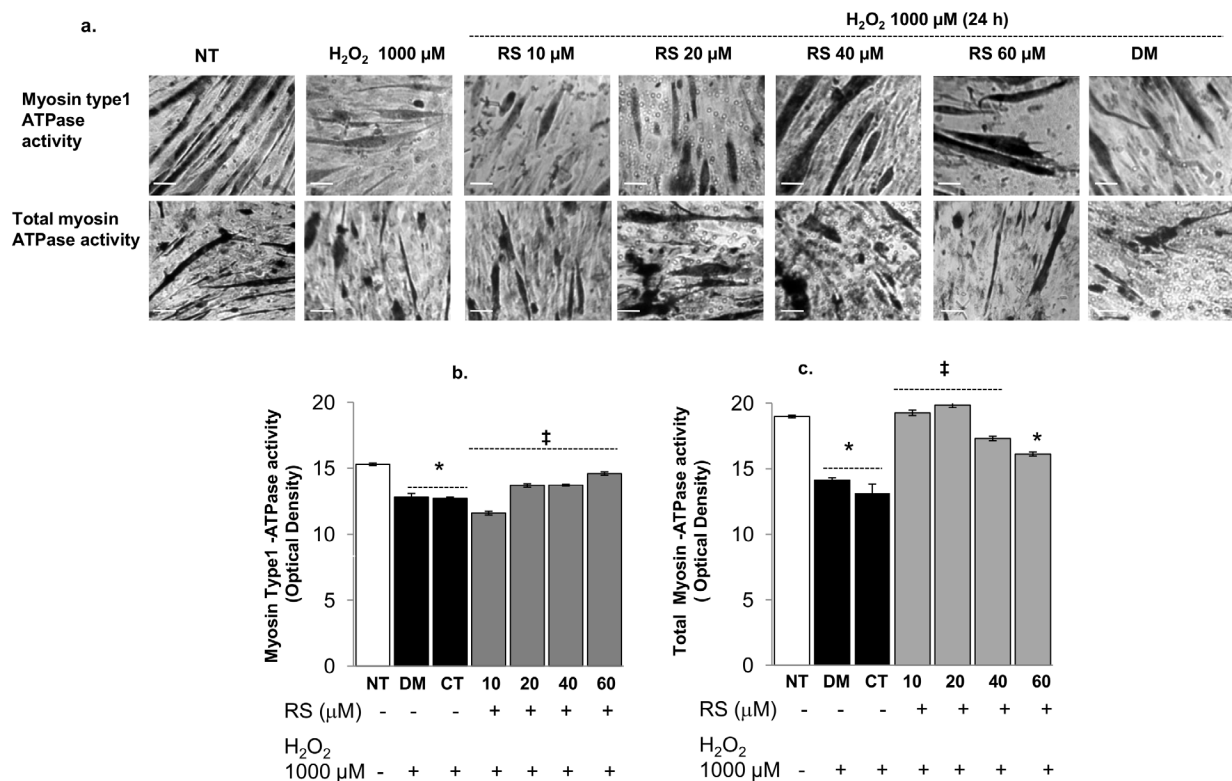 a.
H₂O₂ 1000 µM (24 h)
NT
H₂O₂ 1000 µM
RS 10 µM
RS 20 µM
RS 40 µM
RS 60 µM
DM
Myosin type1
ATPase
activity
Total myosin
ATPase activity
b.
Myosin Type1 -ATPase activity
(Optical Density)
20
15
10
5
0
*
‡
NT DM CT 10 20 40 60
RS (µM) - - - + + + +
H₂O₂
1000 µM - + + + + + +
c.
Total Myosin -ATPase activity
( Optical Density)
20
15
10
5
0
*
‡
*
NT DM CT 10 20 40 60
RS (µM) - - - + + + +
H₂O₂
1000 µM - + + + + + +